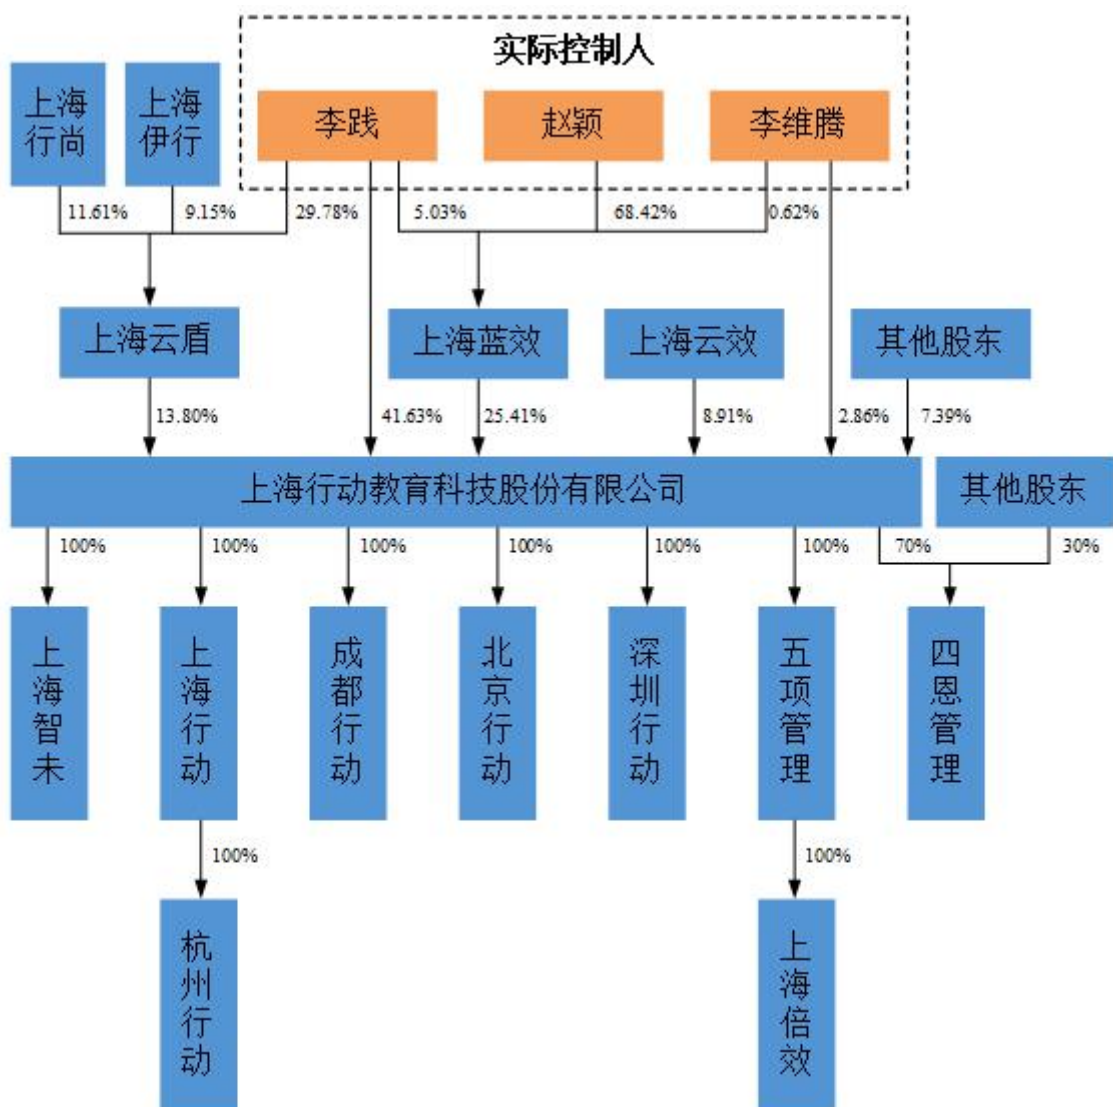 实际控制人
上海行尚
上海伊行
李践
赵颖
李维腾
11.61%
9.15%
29.78%
5.03%
68.42%
0.62%
上海云盾
上海蓝效
上海云效
其他股东
13.80%
41.63%
25.41%
8.91%
2.86%
7.39%
上海行动教育科技股份有限公司
其他股东
100%
100%
100%
100%
100%
100%
70%
30%
上海智未
上海行动
成都行动
北京行动
深圳行动
五项管理
四恩管理
100%
100%
杭州行动
上海倍效